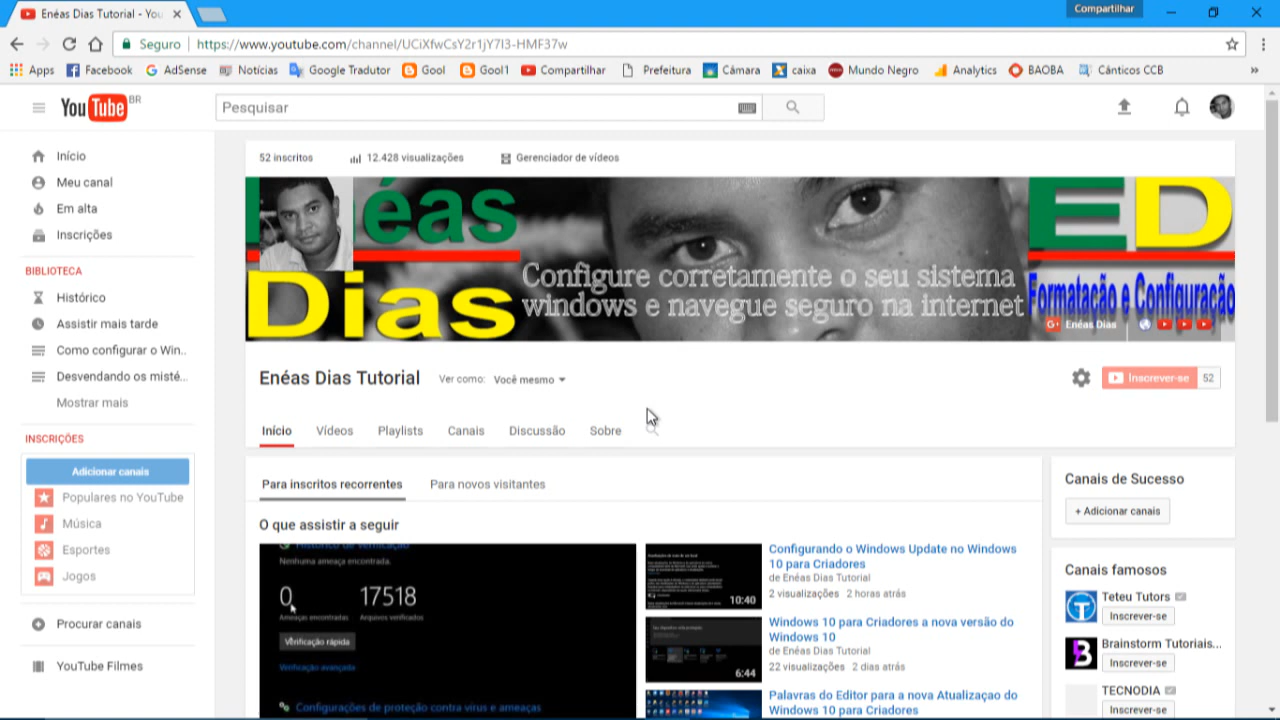 Enéas Dias Tutorial - You
Compartilhar
Seguro
https://www.youtube.com/channel/UCiXfwCsY2r1jY7I3-HMF37w
Apps
Facebook
AdSense
Notícias
Google Tradutor
Gool
Gool1
Compartilhar
Prefeitura
Câmara
caixa
Mundo Negro
Analytics
BAOBA
Cânticos CCB
»
YouTube BR
Pesquisar
Início
Meu canal
Em alta
Inscrições
BIBLIOTECA
Histórico
Assistir mais tarde
Como configurar o Win..
Desvendando os misté...
Mostrar mais
INSCRIÇÕES
Adicionar canais
Populares no YouTube
Música
Esportes
Jogos
Procurar canais
YouTube Filmes
52 inscritos
12.428 visualizações
Gerenciador de vídeos
éas
Dias
Configure corretamente o seu sistema
windows e navegue seguro na internet
ED
Formatação e Configuração
G+ Enéas Dias
Enéas Dias Tutorial
Ver como: Você mesmo
Inscrever-se 52
Início
Vídeos
Playlists
Canais
Discussão
Sobre
Para inscritos recorrentes
Para novos visitantes
O que assistir a seguir
Histórico de verificação
Nenhuma ameaça encontrada.
0
17518
Ameaças encontradas
Arquivos verificados
Verificação rápida
Verificação avançada
Configurações de proteção contra vírus e ameaças
10:40
Configurando o Windows Update no Windows
10 para Criadores
de Enéas Dias Tutorial
2 visualizações 2 horas atrás
6:44
Windows 10 para Criadores a nova versão do
Windows 10
de Enéas Dias Tutorial
22 visualizações 2 dias atrás
Palavras do Editor para a nova Atualizaçao do
Windows 10 para Criadores
Canais de Sucesso
+ Adicionar canais
Canais famosos
Teteu Tutors
Inscrever-se
Inscrever-se
TECNODIA
Inscrever-se